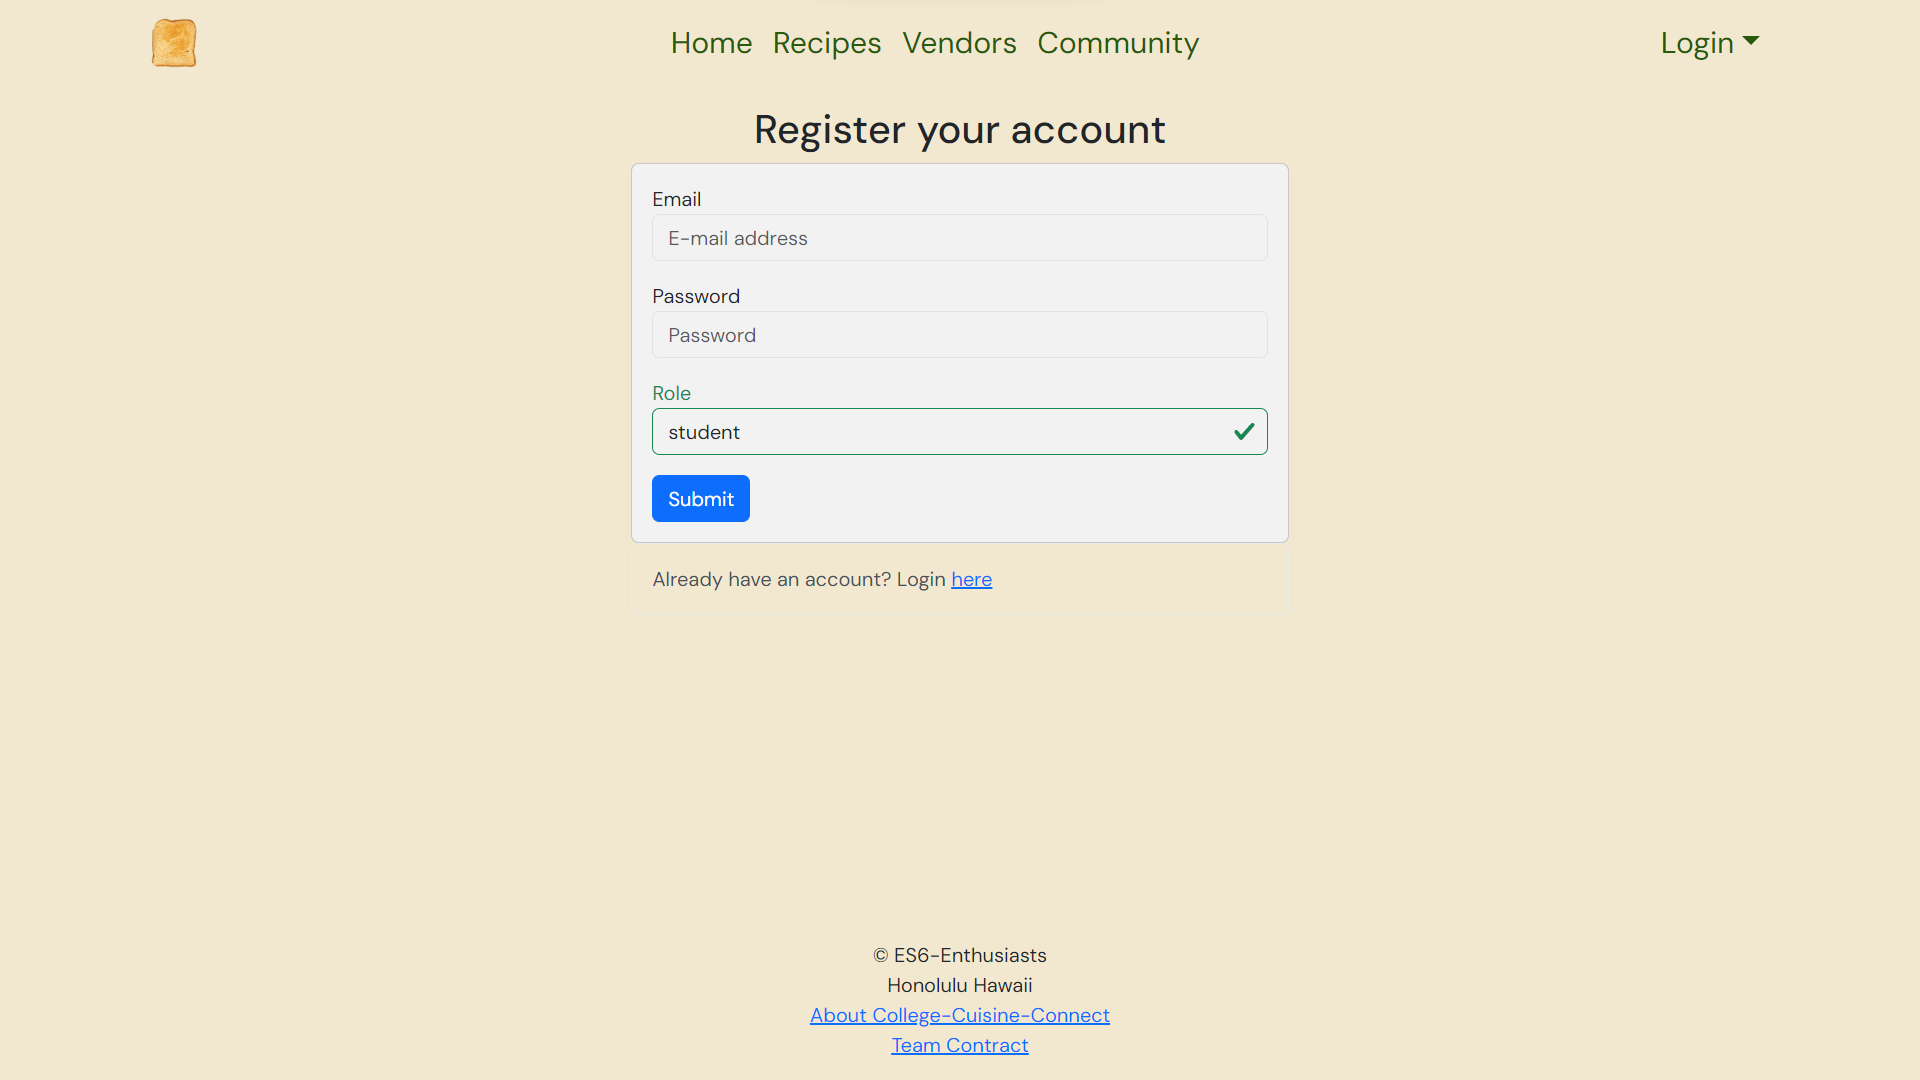 Home Recipes Vendors Community Login
Register your account
Email
E-mail address
Password
Password
Role
student
Submit
Already have an account? Login here
© ES6-Enthusiasts
Honolulu Hawaii
About College-Cuisine-Connect
Team Contract